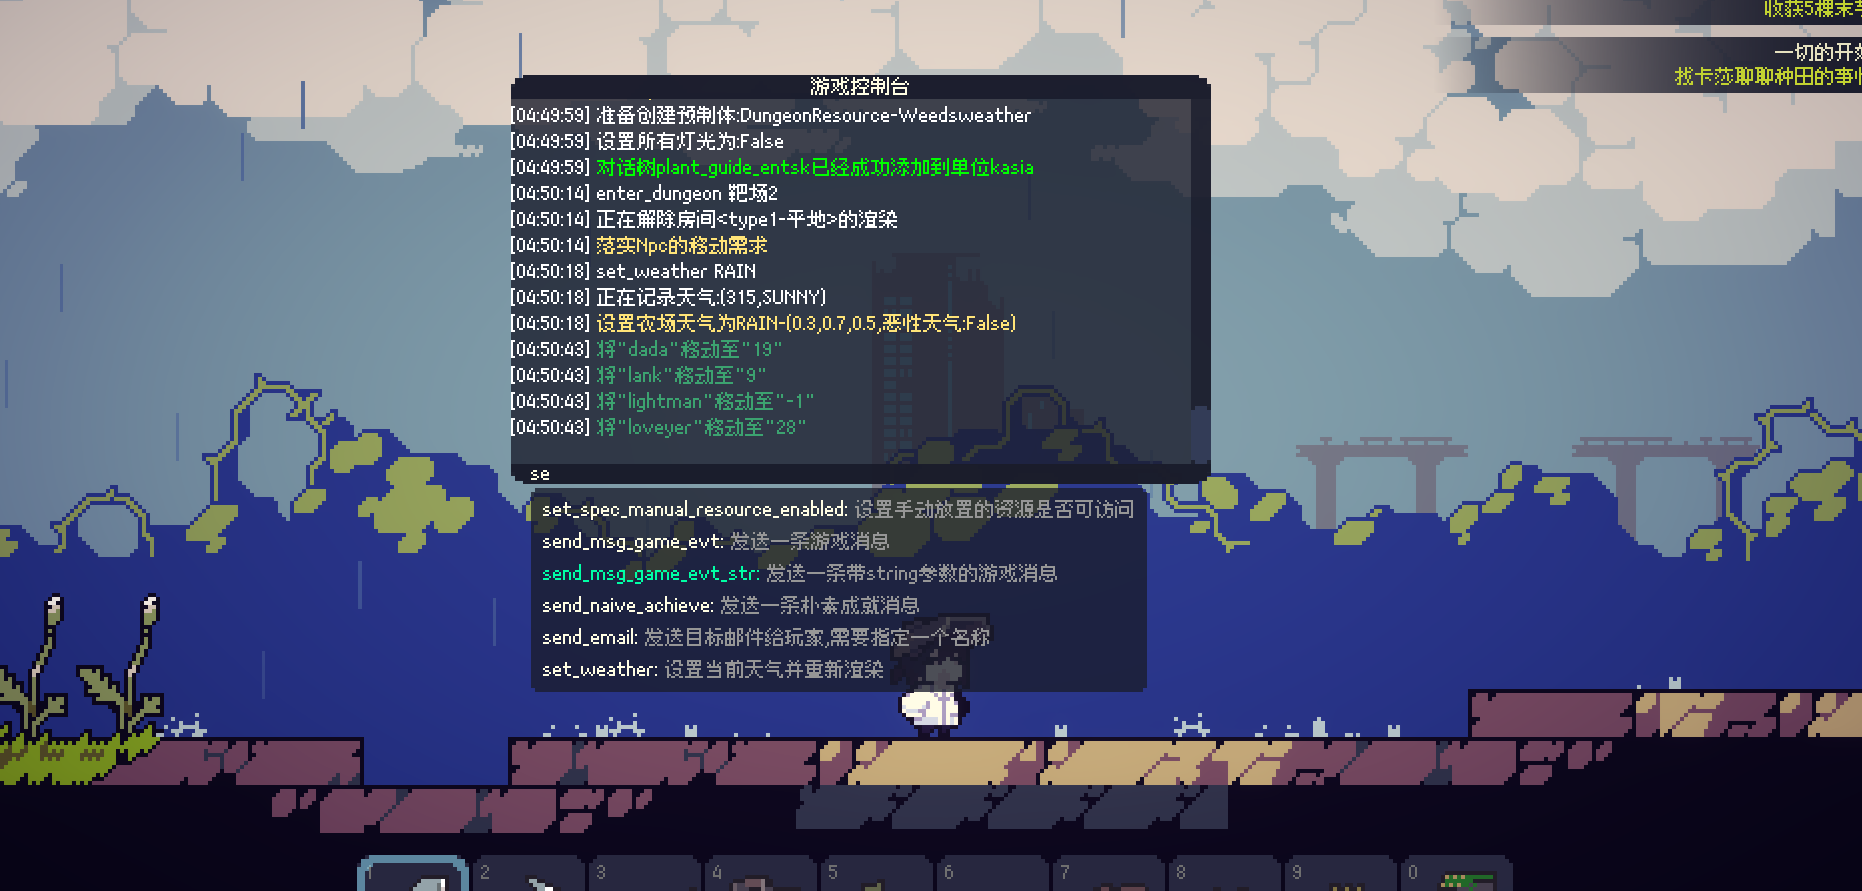 收获5棵末
一切的开
找卡莎聊聊种田的事
游戏控制台
[04:49:59] 准备创建预制体:DungeonResource-Weedsweather
[04:49:59] 设置所有灯光为:False
[04:49:59] 对话树plant_guide_entsk已经成功添加到单位kasia
[04:50:14] enter_dungeon 靶场2
[04:50:14] 正在解除房间<type1-平地>的渲染
[04:50:14] 落实Npc的移动需求
[04:50:18] set_weather RAIN
[04:50:18] 正在记录天气:(315,SUNNY)
[04:50:18] 设置农场天气为RAIN-(0.3,0.7,0.5,恶性天气:False)
[04:50:43] 将"dada"移动至"19"
[04:50:43] 将"lank"移动至"9"
[04:50:43] 将"lightman"移动至"-1"
[04:50:43] 将"loveyer"移动至"28"
se
set_spec_manual_resource_enabled: 设置手动放置的资源是否可访问
send_msg_game_evt: 发送一条游戏消息
send_msg_game_evt_str: 发送一条带string参数的游戏消息
send_naive_achieve: 发送一条朴素成就消息
send_email: 发送目标邮件给玩家,需要指定一个名称
set_weather: 设置当前天气并重新渲染
1 2 3 4 5 6 7 8 9 0